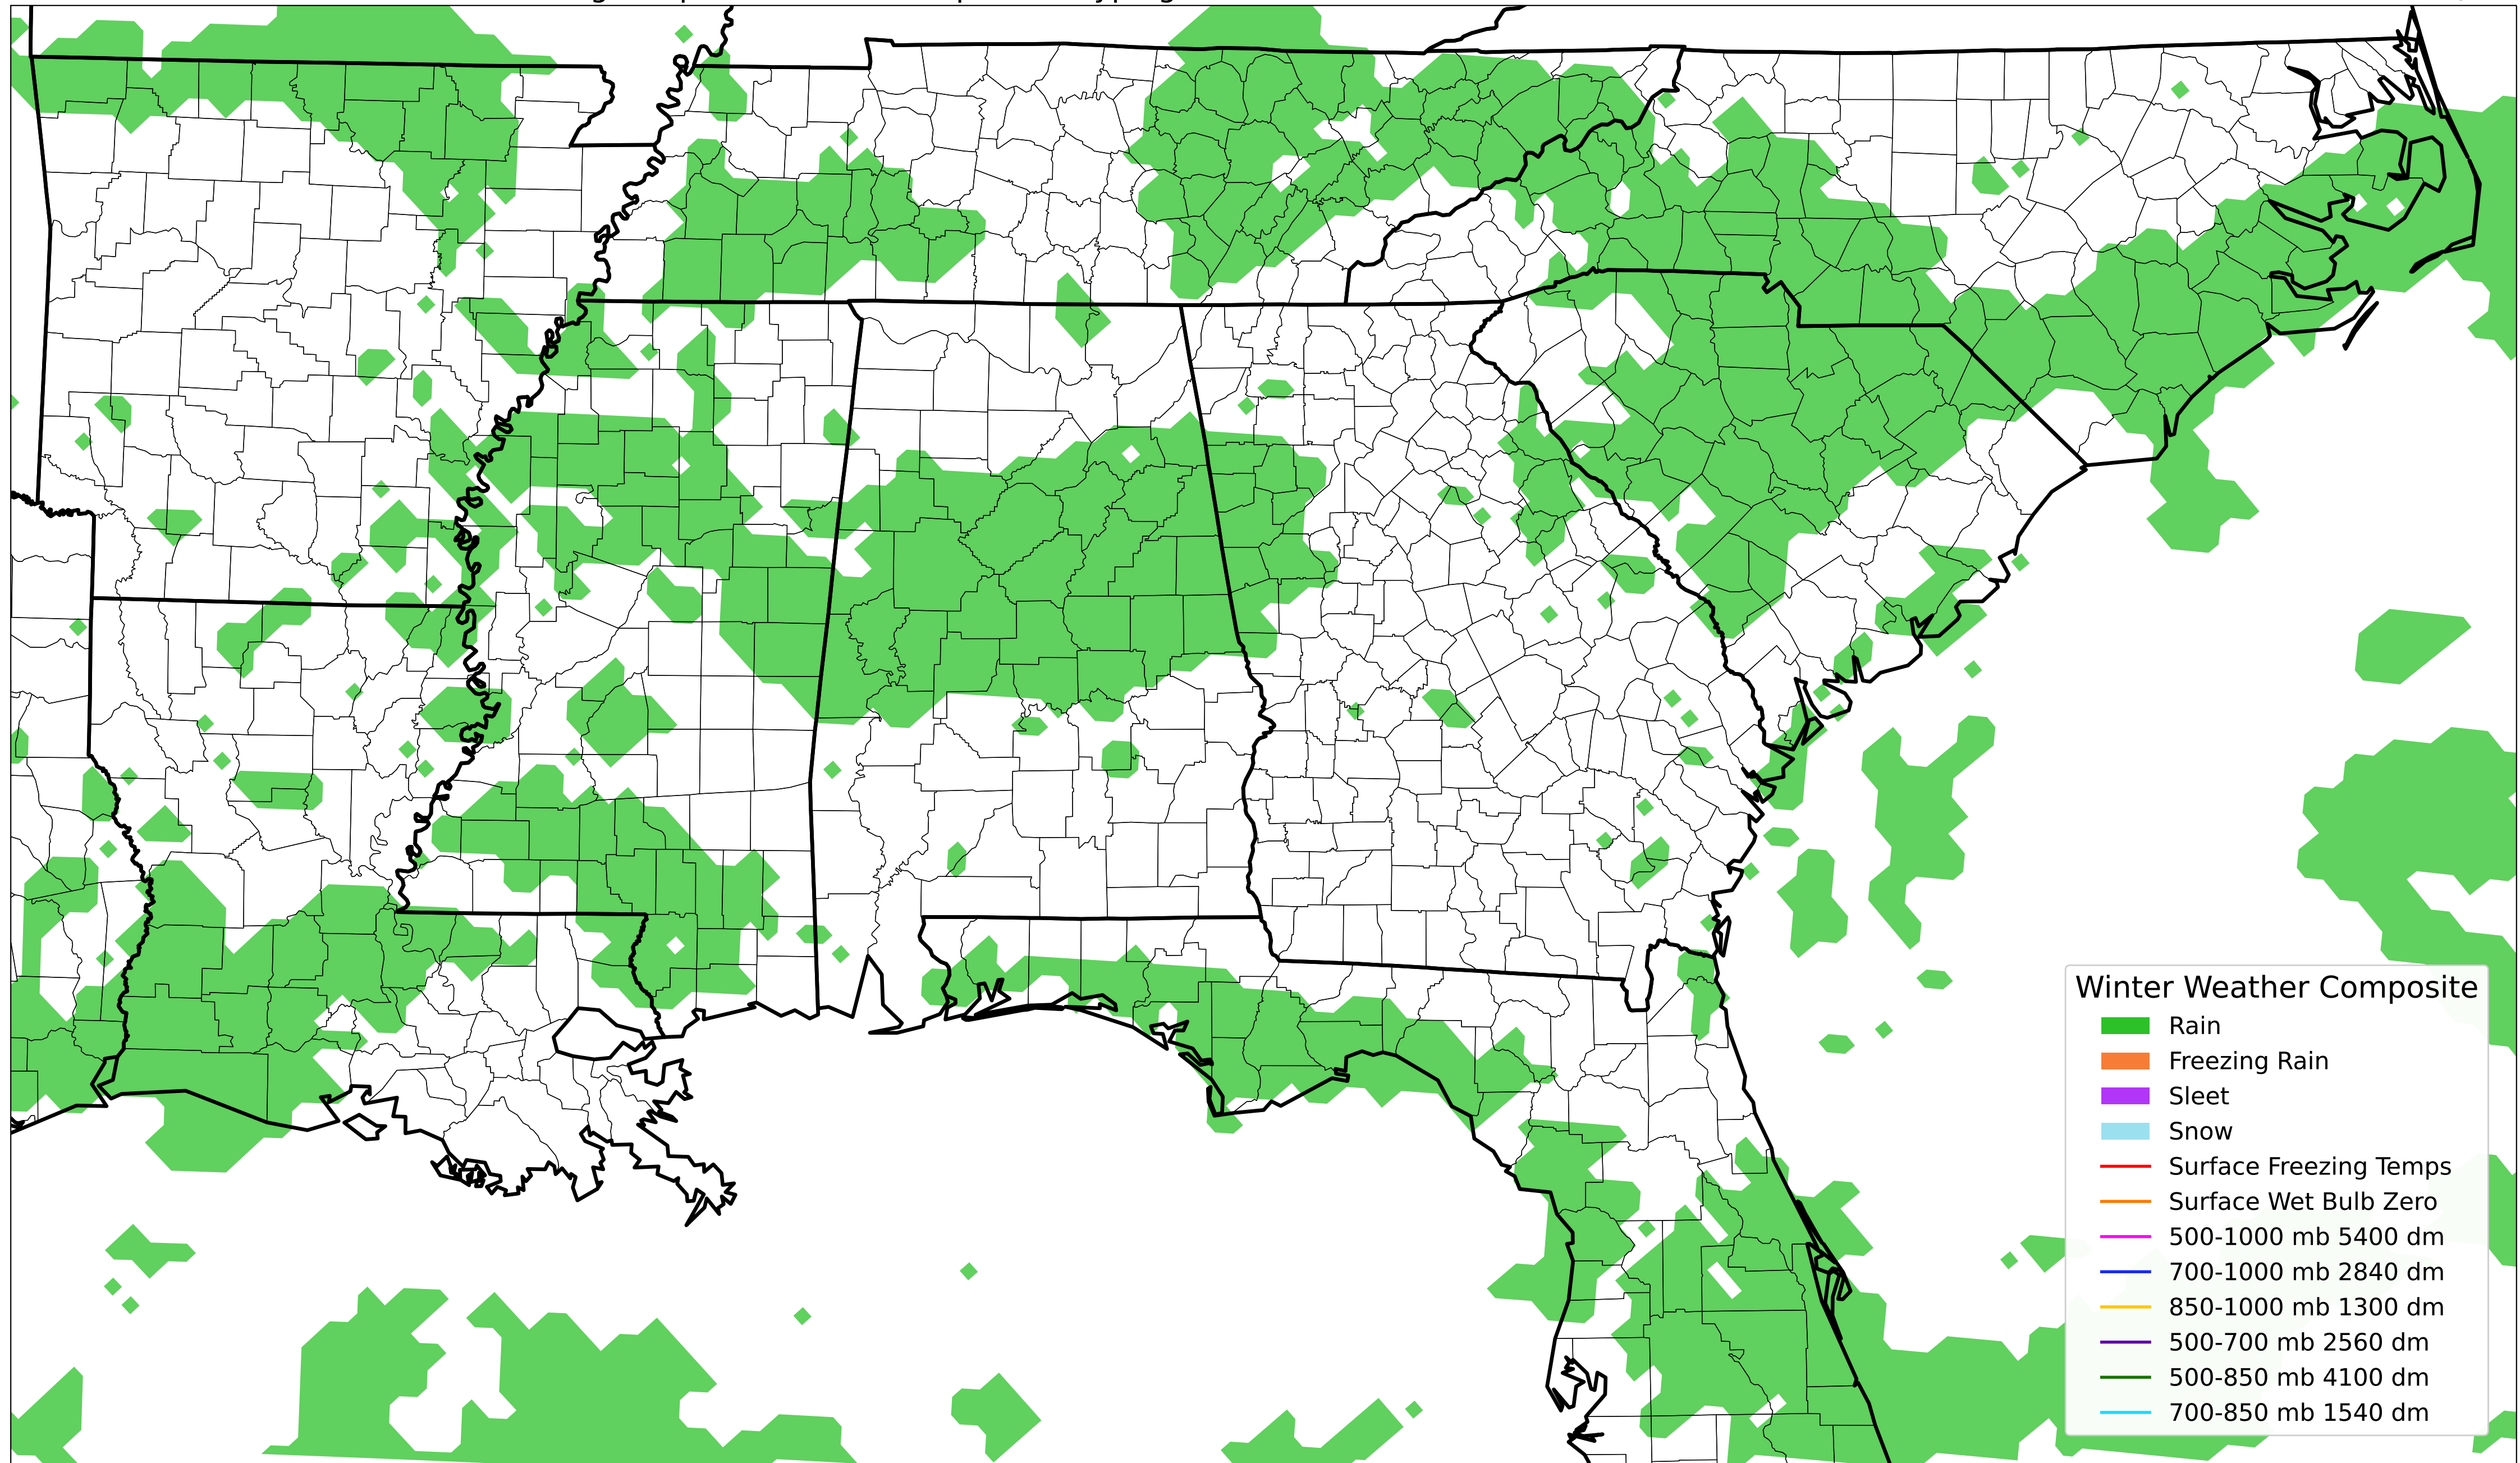 Winter Weather Composite
Rain
Freezing Rain
Sleet
Snow
Surface Freezing Temps
Surface Wet Bulb Zero
500-1000 mb 5400 dm
700-1000 mb 2840 dm
850-1000 mb 1300 dm
500-700 mb 2560 dm
500-850 mb 4100 dm
700-850 mb 1540 dm